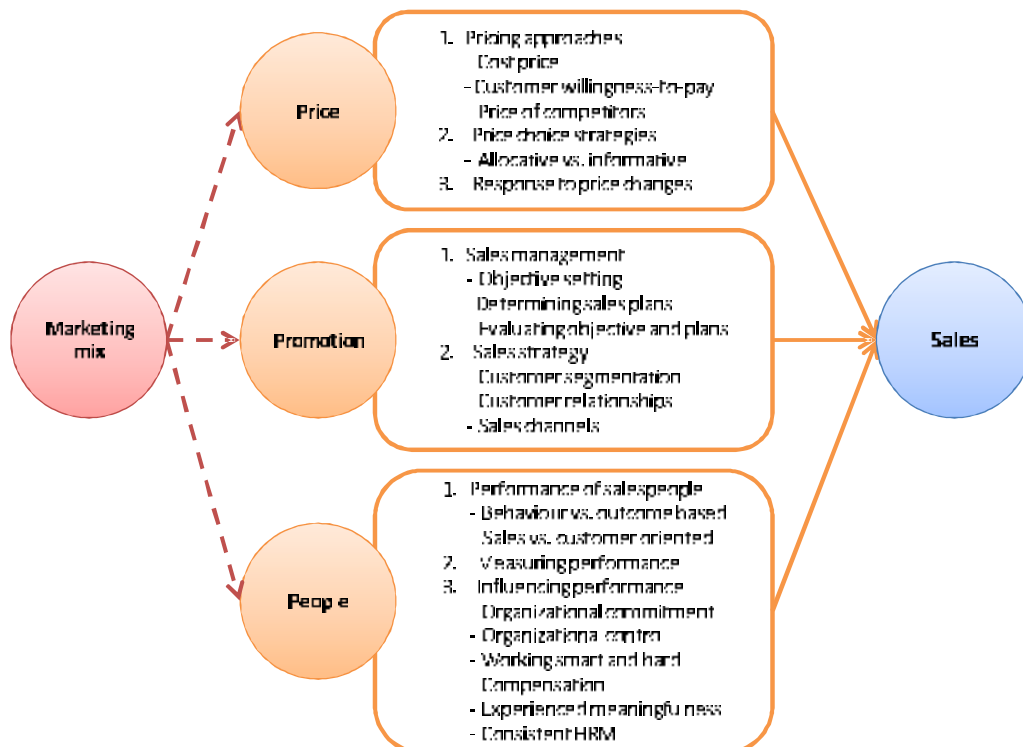 Marketing
mix
Price
1. Pricing approaches
Cost price
- Customer willingness-to-pay
Price of competitors
2. Price choice strategies
- Allocative vs. informative
3. Response to price changes
Promotion
1. Sales management
- Objective setting
Determining sales plans
Evaluating objective and plans
2. Sales strategy
Customer segmentation
Customer relationships
- Sales channels
People
1. Performance of salespeople
- Behaviour vs. outcome based
Sales vs. customer oriented
2. Measuring performance
3. Influencing performance
Organizational commitment
- Organizational control
- Working smart and hard
Compensation
- Experienced meaningfulness
- Consistent HRM
Sales